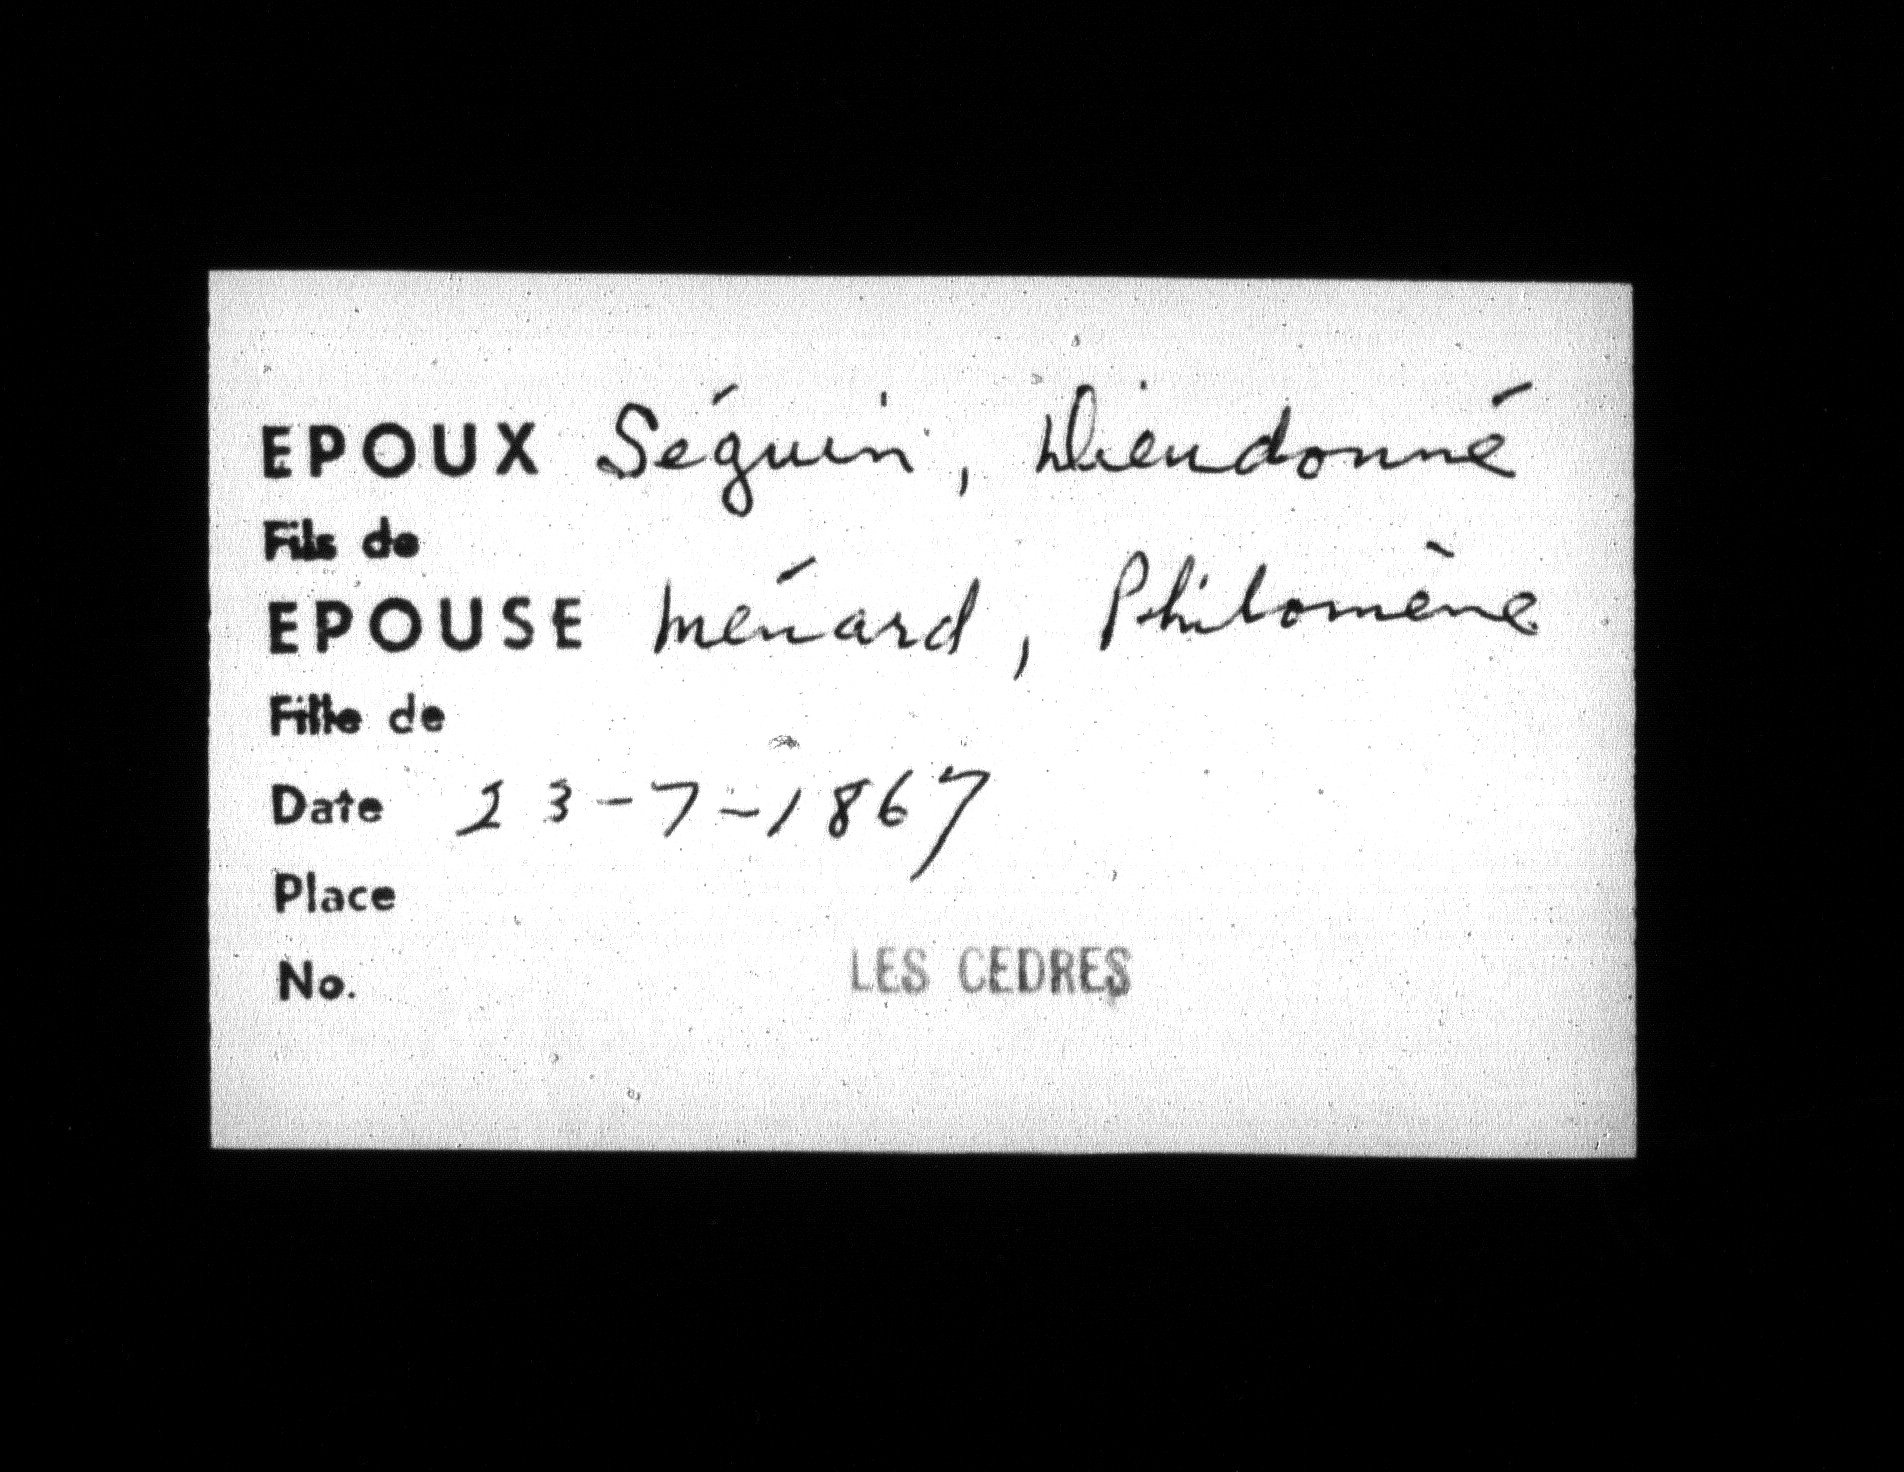 EPOUX Séguin, Dieudonné
Fils de
EPOUSE Ménard, Philomène
Fille de
Date 23-7-1867
Place
No. LES CEDRES